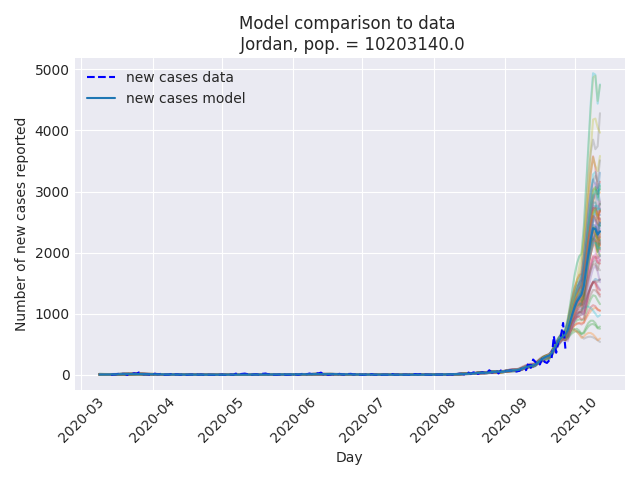 Model comparison to data
Jordan, pop. = 10203140.0
new cases data
new cases model
Number of new cases reported
5000
4000
3000
2000
1000
0
2020-03
2020-04
2020-05
2020-06
2020-07
2020-08
2020-09
2020-10
Day